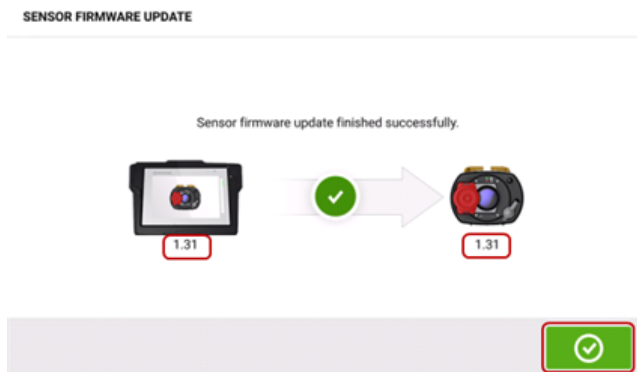 SENSOR FIRMWARE UPDATE
Sensor firmware update finished successfully.
1.31
1.31